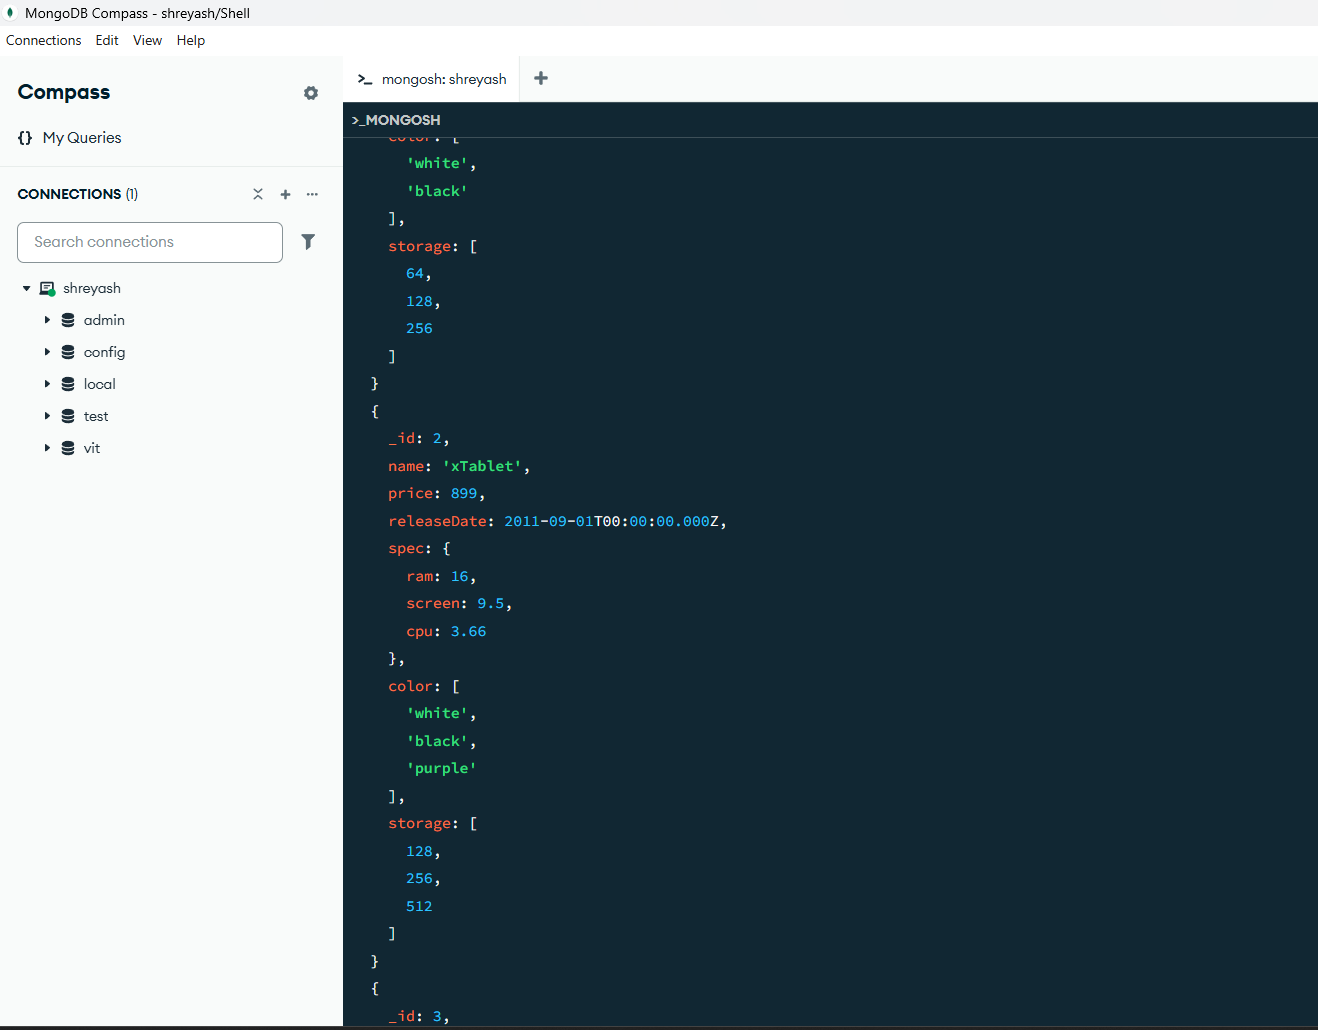 MongoDB Compass - shreyash/Shell
Connections Edit View Help
Compass
{} My Queries
CONNECTIONS (1)
Search connections
shreyash
admin
config
local
test
vit
>_ mongosh: shreyash +
>_MONGOSH
color: [
'white',
'black'
],
storage: [
64,
128,
256
]
}
{
_id: 2,
name: 'xTablet',
price: 899,
releaseDate: 2011-09-01T00:00:00.000Z,
spec: {
ram: 16,
screen: 9.5,
cpu: 3.66
},
color: [
'white',
'black',
'purple'
],
storage: [
128,
256,
512
]
}
{
_id: 3,